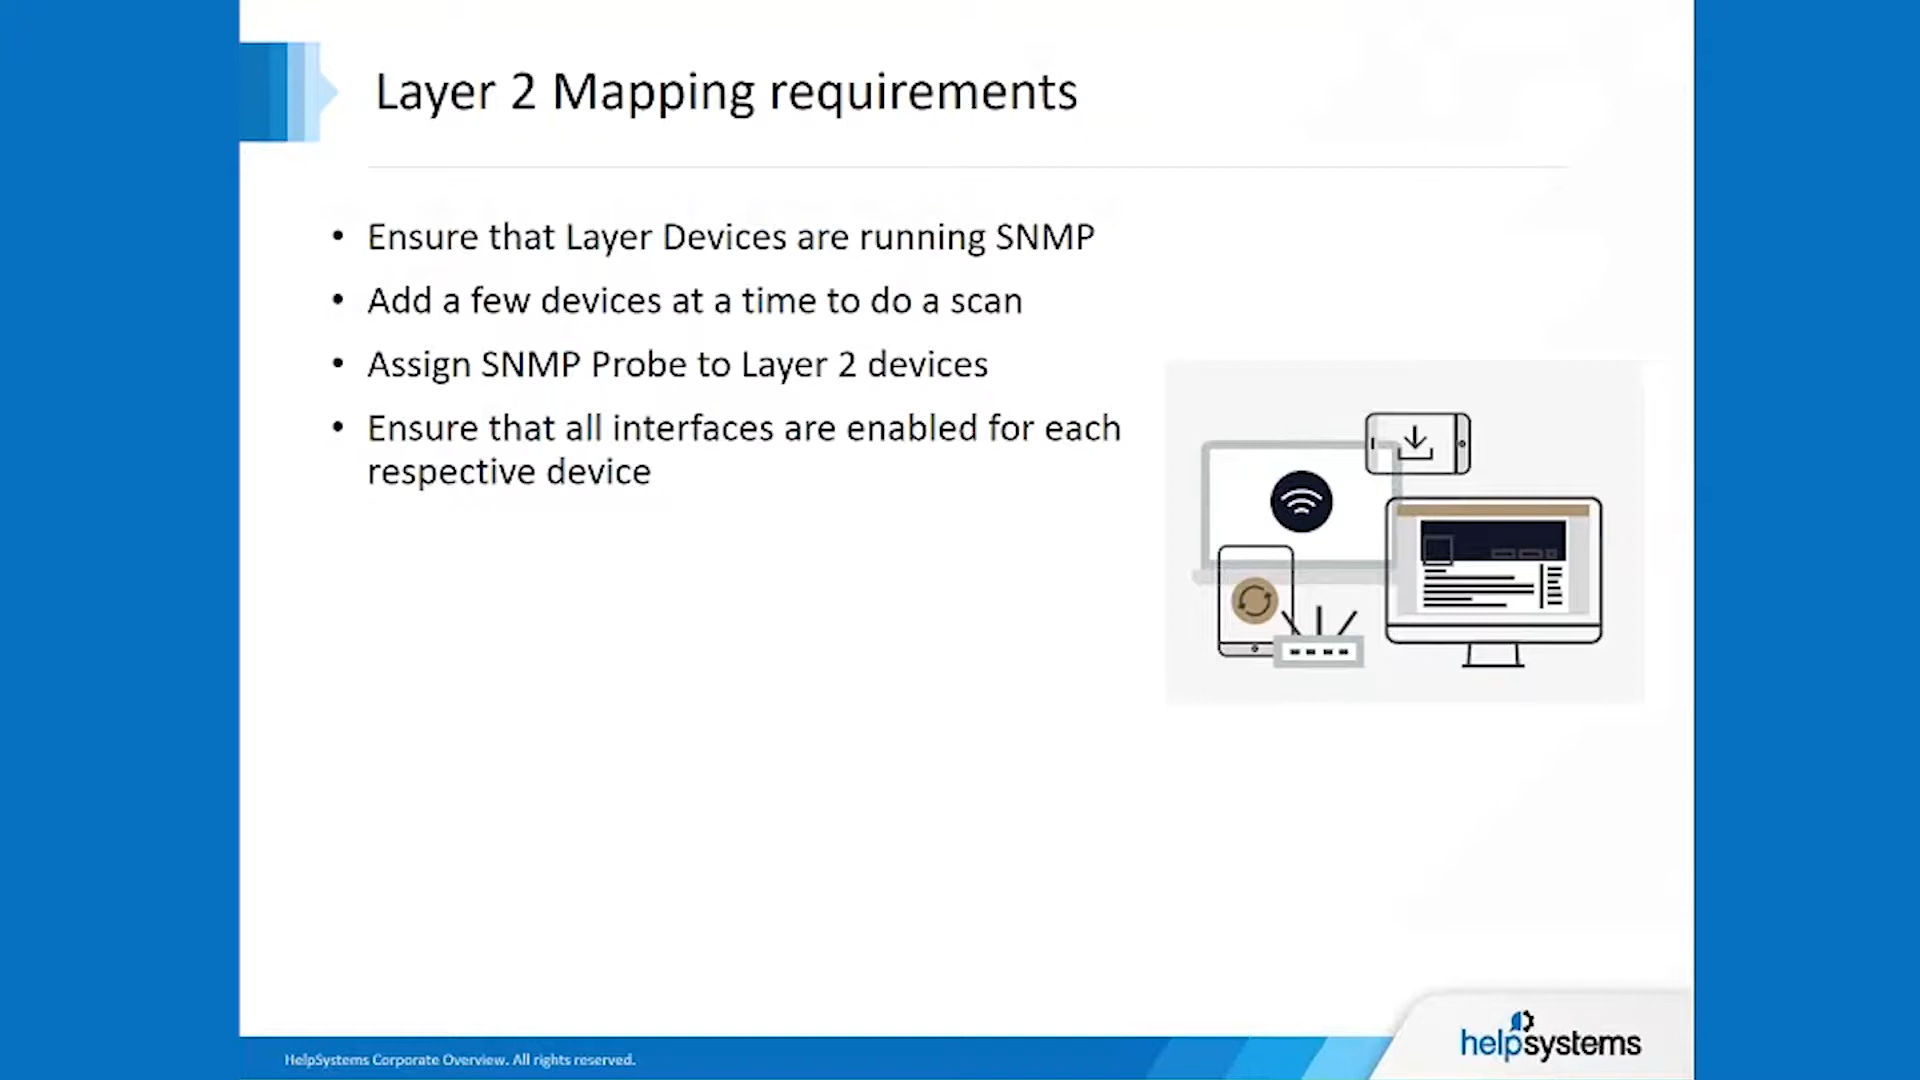 Layer 2 Mapping requirements
• Ensure that Layer Devices are running SNMP
• Add a few devices at a time to do a scan
• Assign SNMP Probe to Layer 2 devices
• Ensure that all interfaces are enabled for each
respective device
HelpSystems Corporate Overview. All rights reserved.
helpsystems